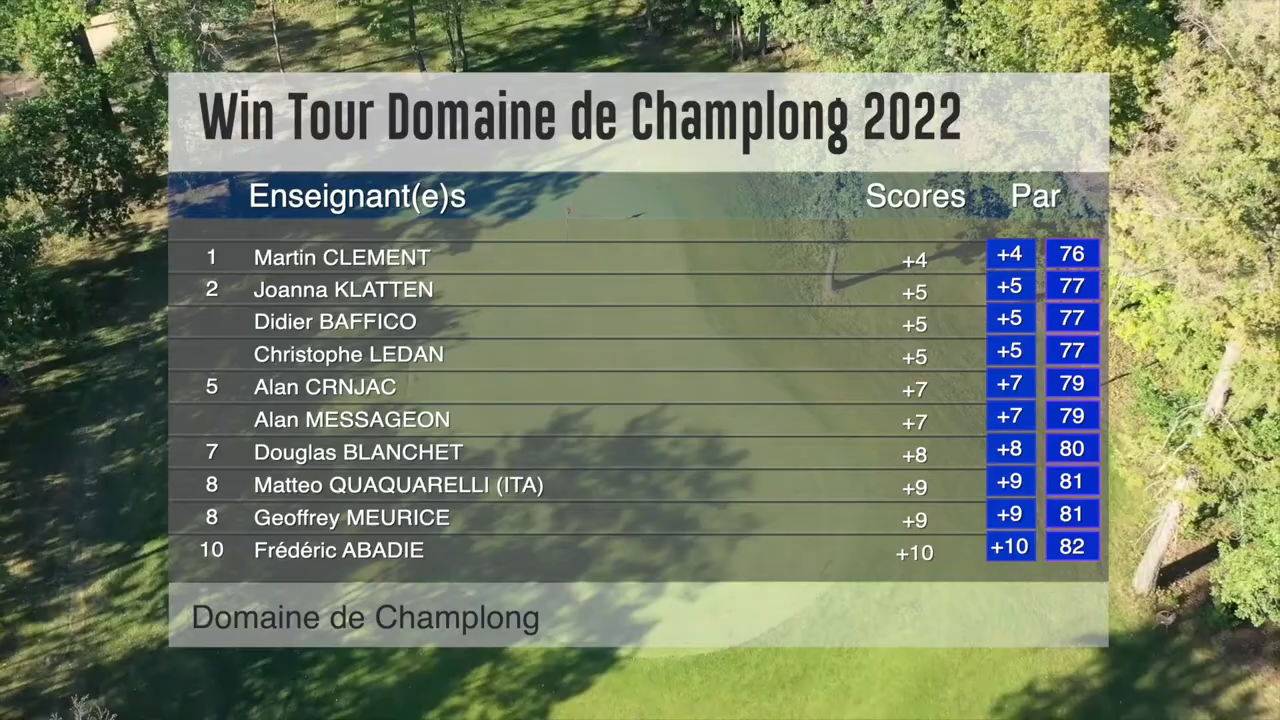 Win Tour Domaine de Champlong 2022
Enseignant(e)s Scores Par
1 Martin CLEMENT +4 +4 76
2 Joanna KLATTEN +5 +5 77
Didier BAFFICO +5 +5 77
Christophe LEDAN +5 +5 77
5 Alan CRNJAC +7 +7 79
Alan MESSAGEON +7 +7 79
7 Douglas BLANCHET +8 +8 80
8 Matteo QUAQUARELLI (ITA) +9 +9 81
8 Geoffrey MEURICE +9 +9 81
10 Frédéric ABADIE +10 +10 82
Domaine de Champlong